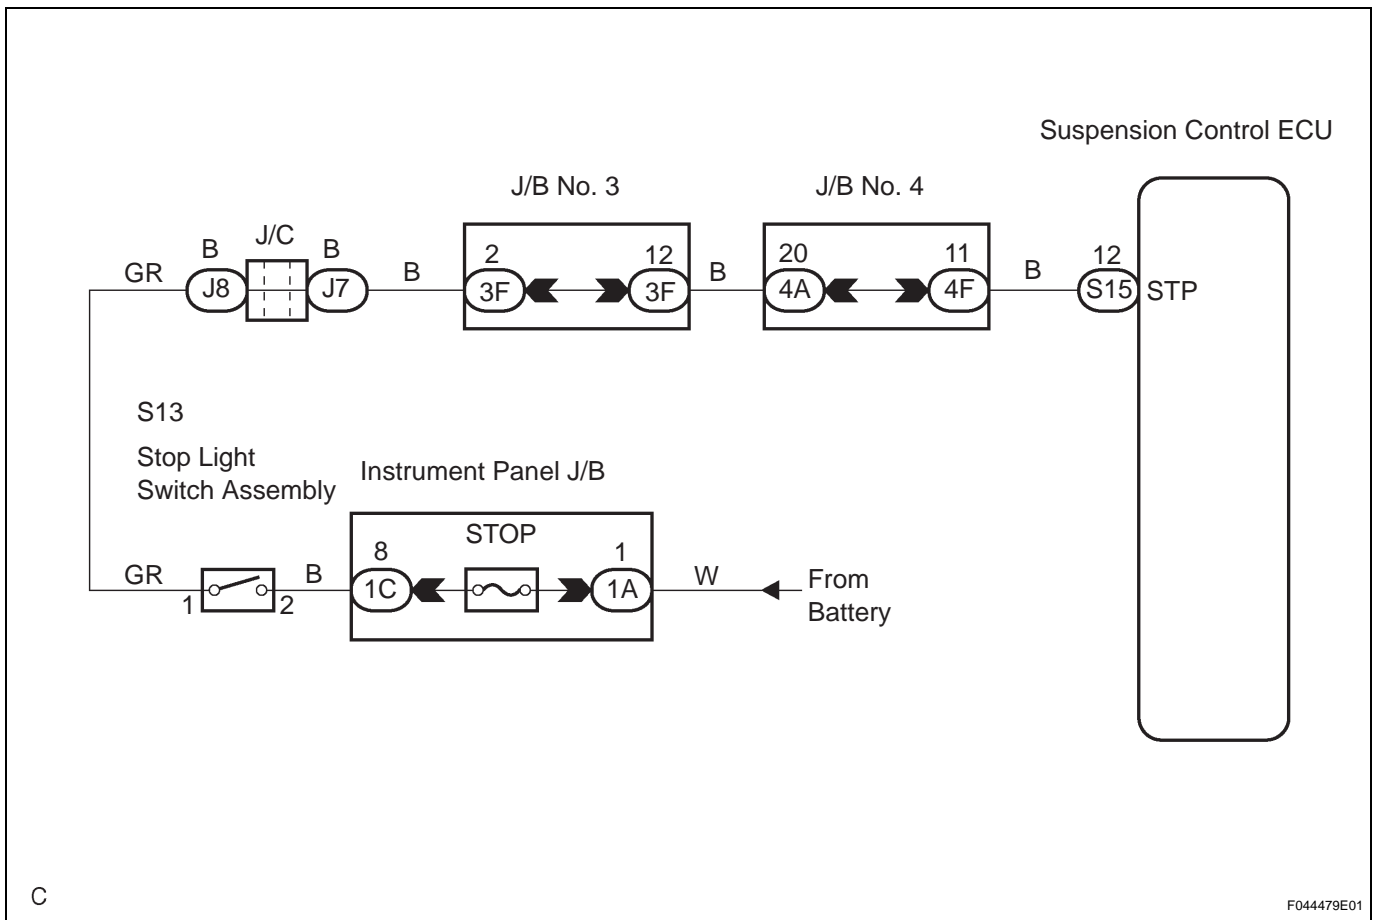 Suspension Control ECU
J/B No. 3
J/B No. 4
B
J/C
B
2
12
20
11
12
GR
J8
J7
B
3F
3F
B
4A
4F
B
S15
STP
S13
Stop Light
Switch Assembly
Instrument Panel J/B
STOP
8
1
GR
1
2
B
1C
1A
W
From
Battery
C
F044479E01